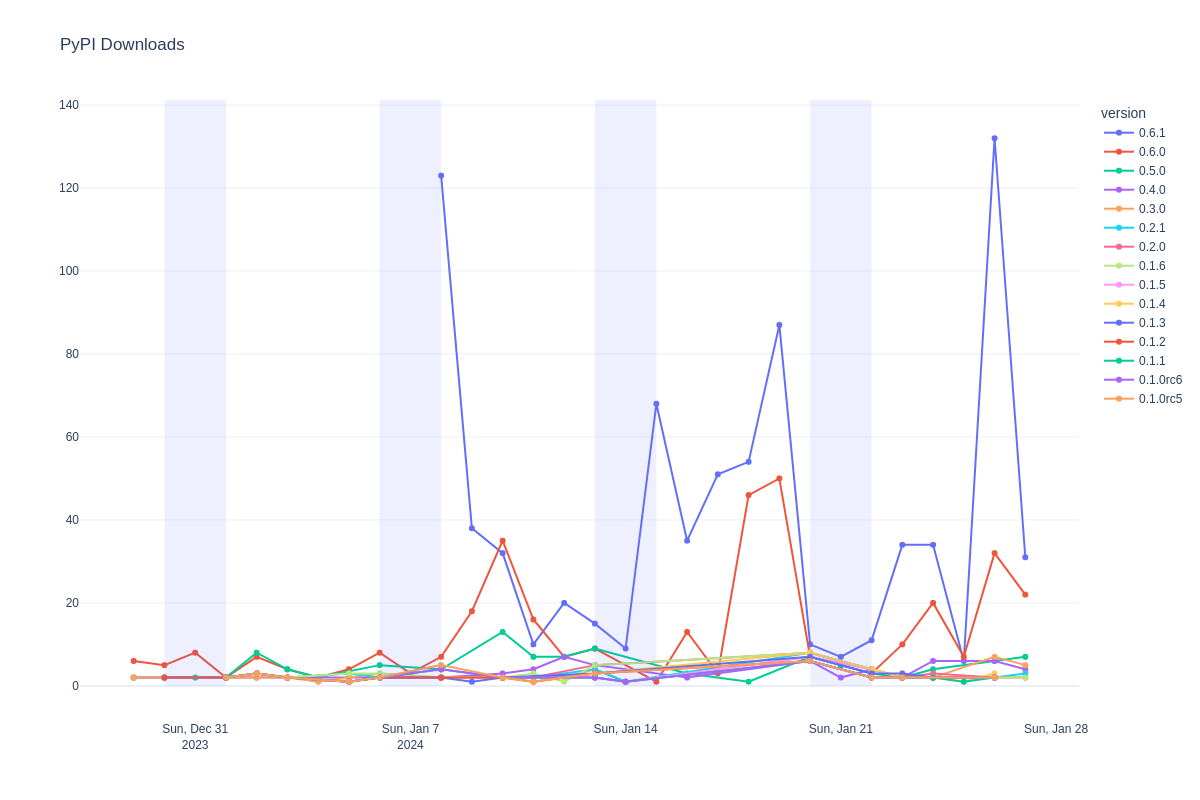 PyPI Downloads
140
120
100
80
60
40
20
0
Sun, Dec 31
2023
Sun, Jan 7
2024
Sun, Jan 14
Sun, Jan 21
Sun, Jan 28
version
0.6.1
0.6.0
0.5.0
0.4.0
0.3.0
0.2.1
0.2.0
0.1.6
0.1.5
0.1.4
0.1.3
0.1.2
0.1.1
0.1.0rc6
0.1.0rc5